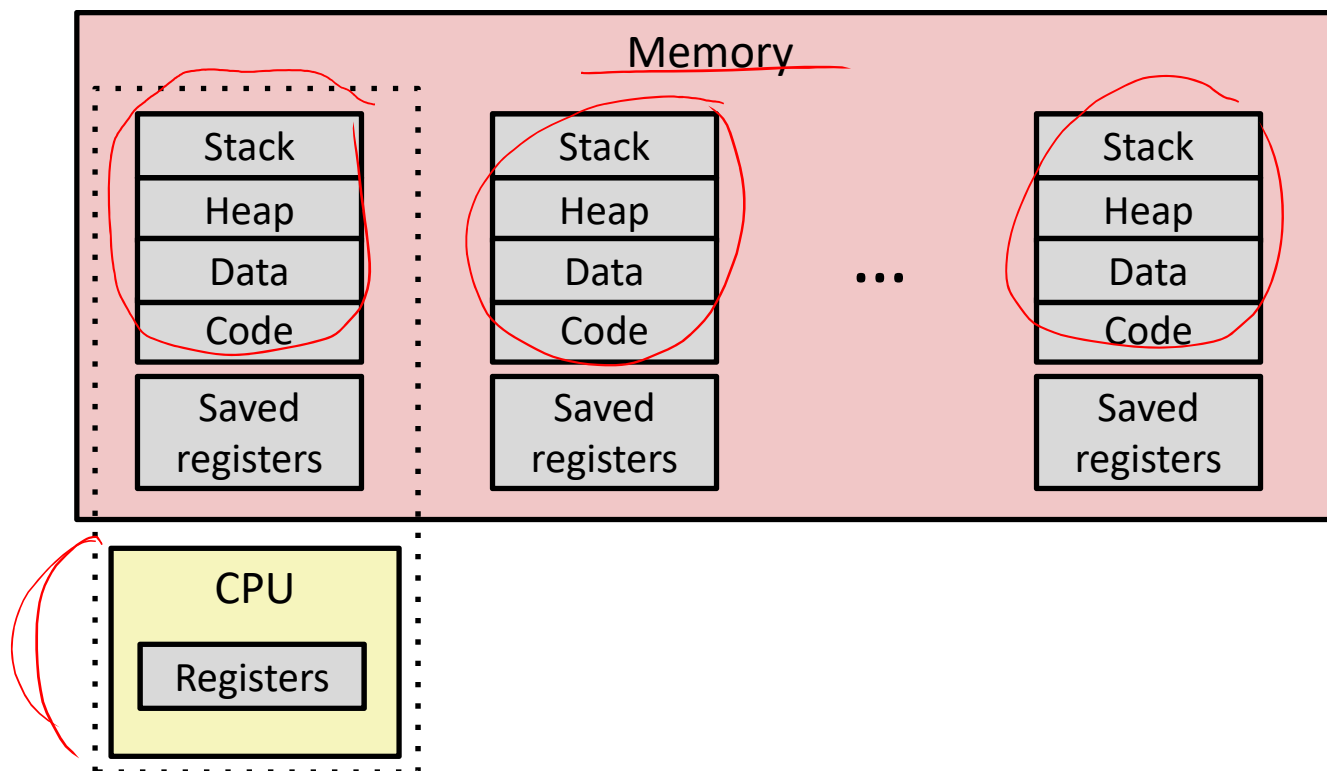 Memory
Stack
Heap
Data
Code
Saved
registers
Stack
Heap
Data
Code
Saved
registers
...
Stack
Heap
Data
Code
Saved
registers
CPU
Registers